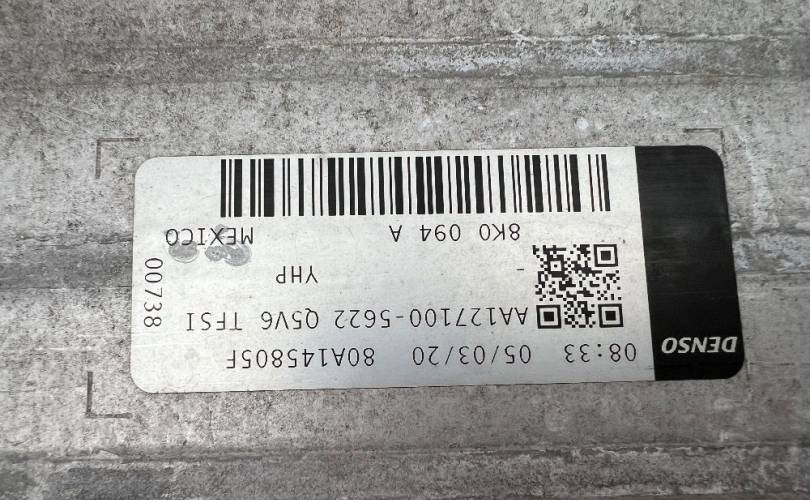 DENSO
08:33 05/03/20 80A145805F
AA127100-5622 Q5V6 TFSI
- YHP
8K0 094 A MEXICO
00738